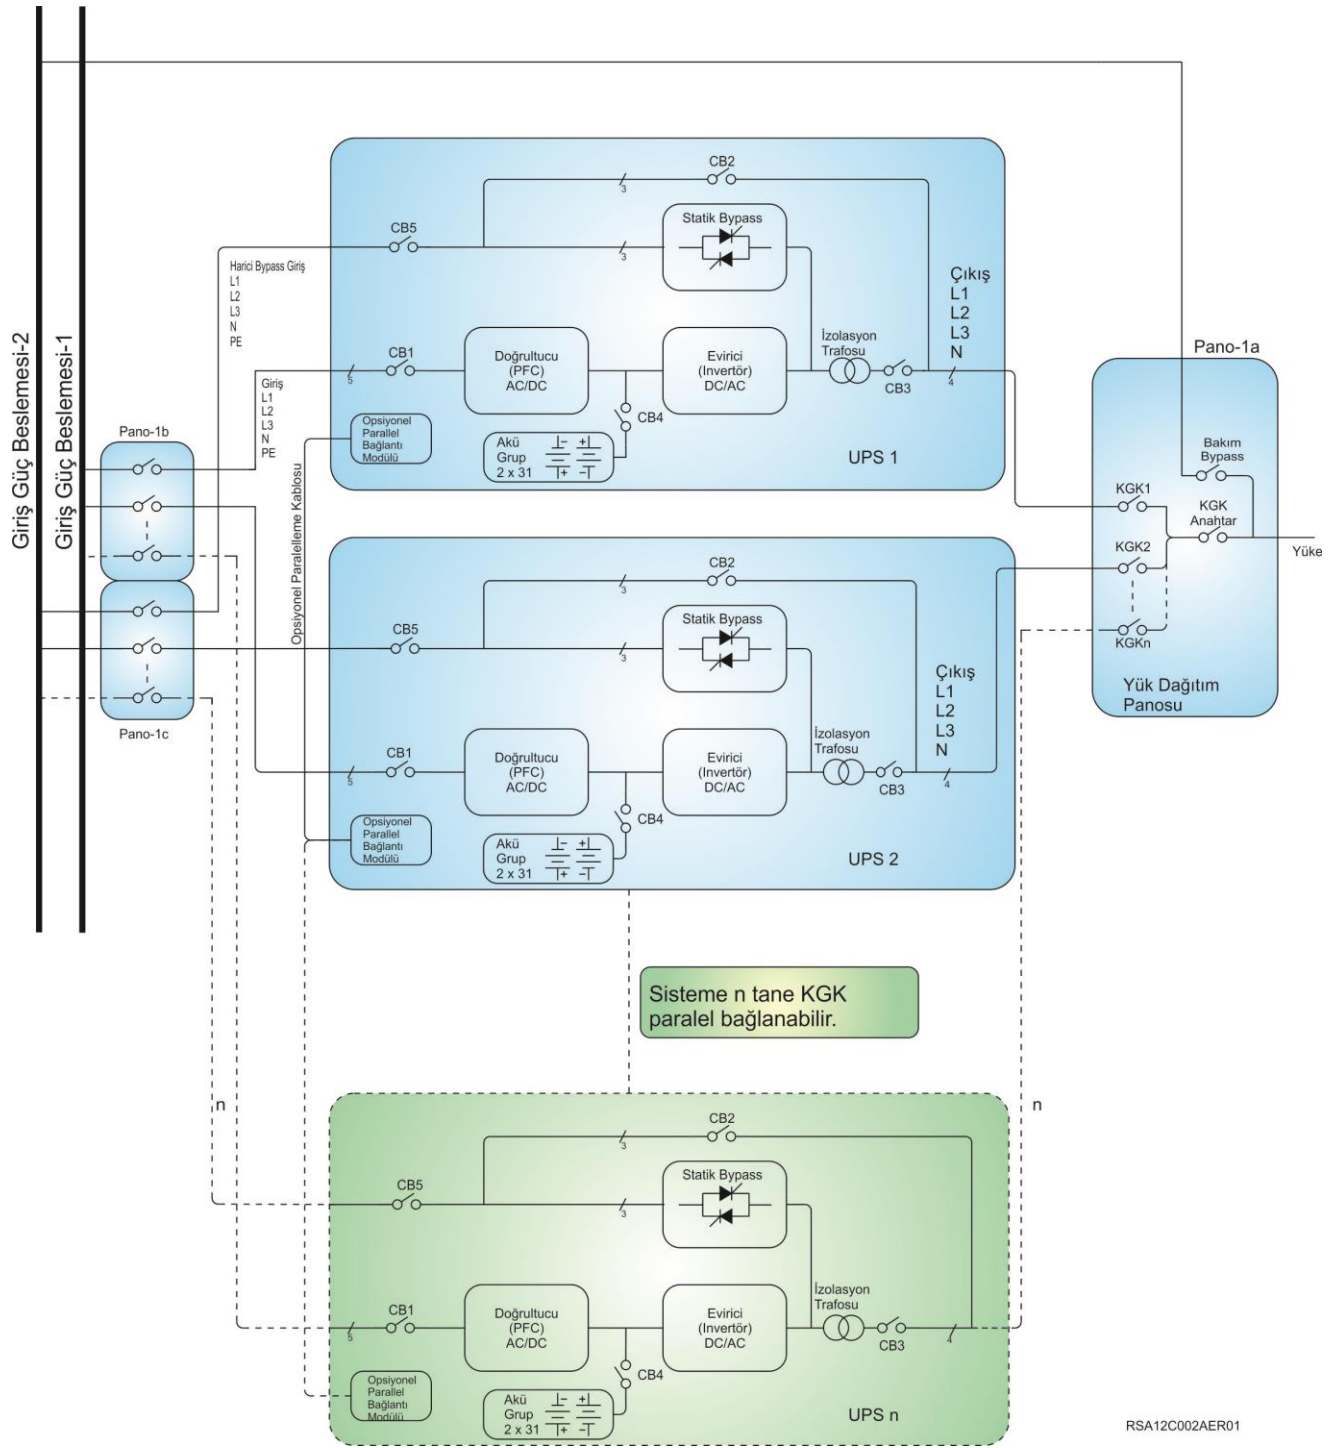 Giriş Güç Beslemesi-2
Giriş Güç Beslemesi-1
CB2
3
Statik Bypass
CB5
3
Harici Bypass Giriş
L1
L2
L3
N
PE
Çıkış
L1
L2
L3
N
İzolasyon
Trafosu
CB1
5
Doğrultucu
(PFC)
AC/DC
Evirici
(Invertör)
DC/AC
CB3
4
Giriş
L1
L2
L3
N
PE
CB4
Opsiyonel
Parallel
Bağlantı
Modülü
Akü
Grup
2 x 31
UPS 1
Pano-1b
Pano-1c
Opsiyonel Paralelleme Kablosu
Pano-1a
Bakım
Bypass
KGK1
KGK
Anahtar
KGK2
Yüke
KGKn
Yük Dağıtım
Panosu
CB2
3
Statik Bypass
CB5
3
Çıkış
L1
L2
L3
N
İzolasyon
Trafosu
CB1
5
Doğrultucu
(PFC)
AC/DC
Evirici
(Invertör)
DC/AC
CB3
4
CB4
Opsiyonel
Parallel
Bağlantı
Modülü
Akü
Grup
2 x 31
UPS 2
Sisteme n tane KGK
paralel bağlanabilir.
n
n
CB2
3
Statik Bypass
CB5
3
İzolasyon
Trafosu
CB1
5
Doğrultucu
(PFC)
AC/DC
Evirici
(Invertör)
DC/AC
CB3
4
CB4
Opsiyonel
Parallel
Bağlantı
Modülü
Akü
Grup
2 x 31
UPS n
RSA12C002AER01